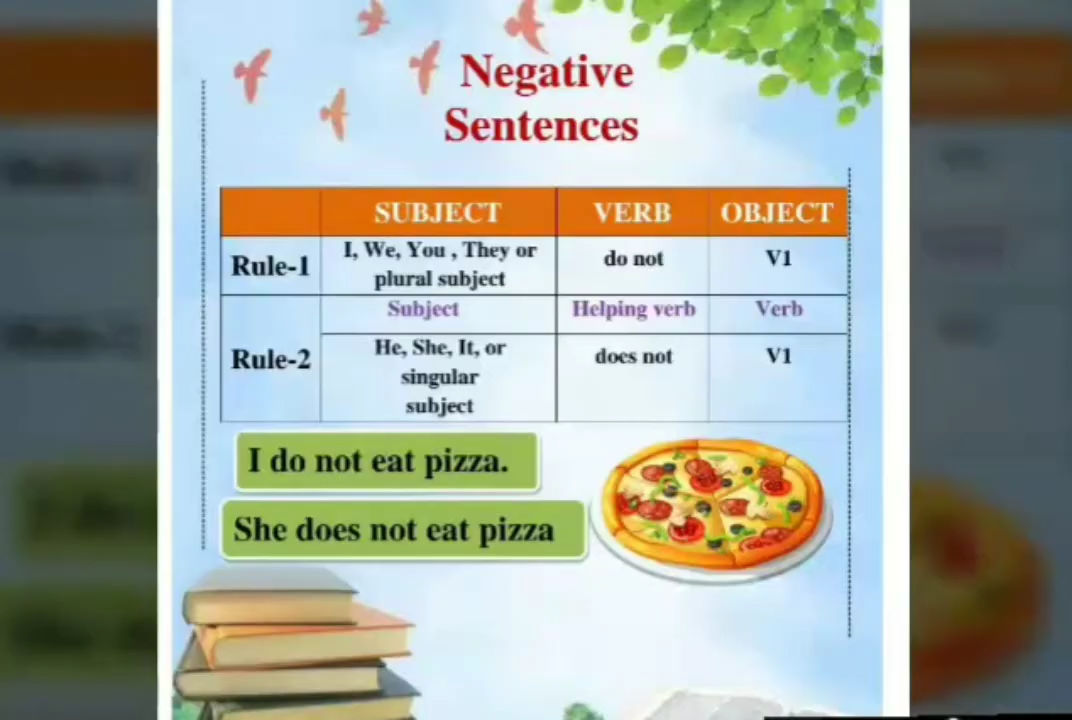 Negative
Sentences
SUBJECT VERB OBJECT
Rule-1 I, We, You , They or plural subject do not V1
Subject Helping verb Verb
Rule-2 He, She, It, or singular subject does not V1
I do not eat pizza.
She does not eat pizza